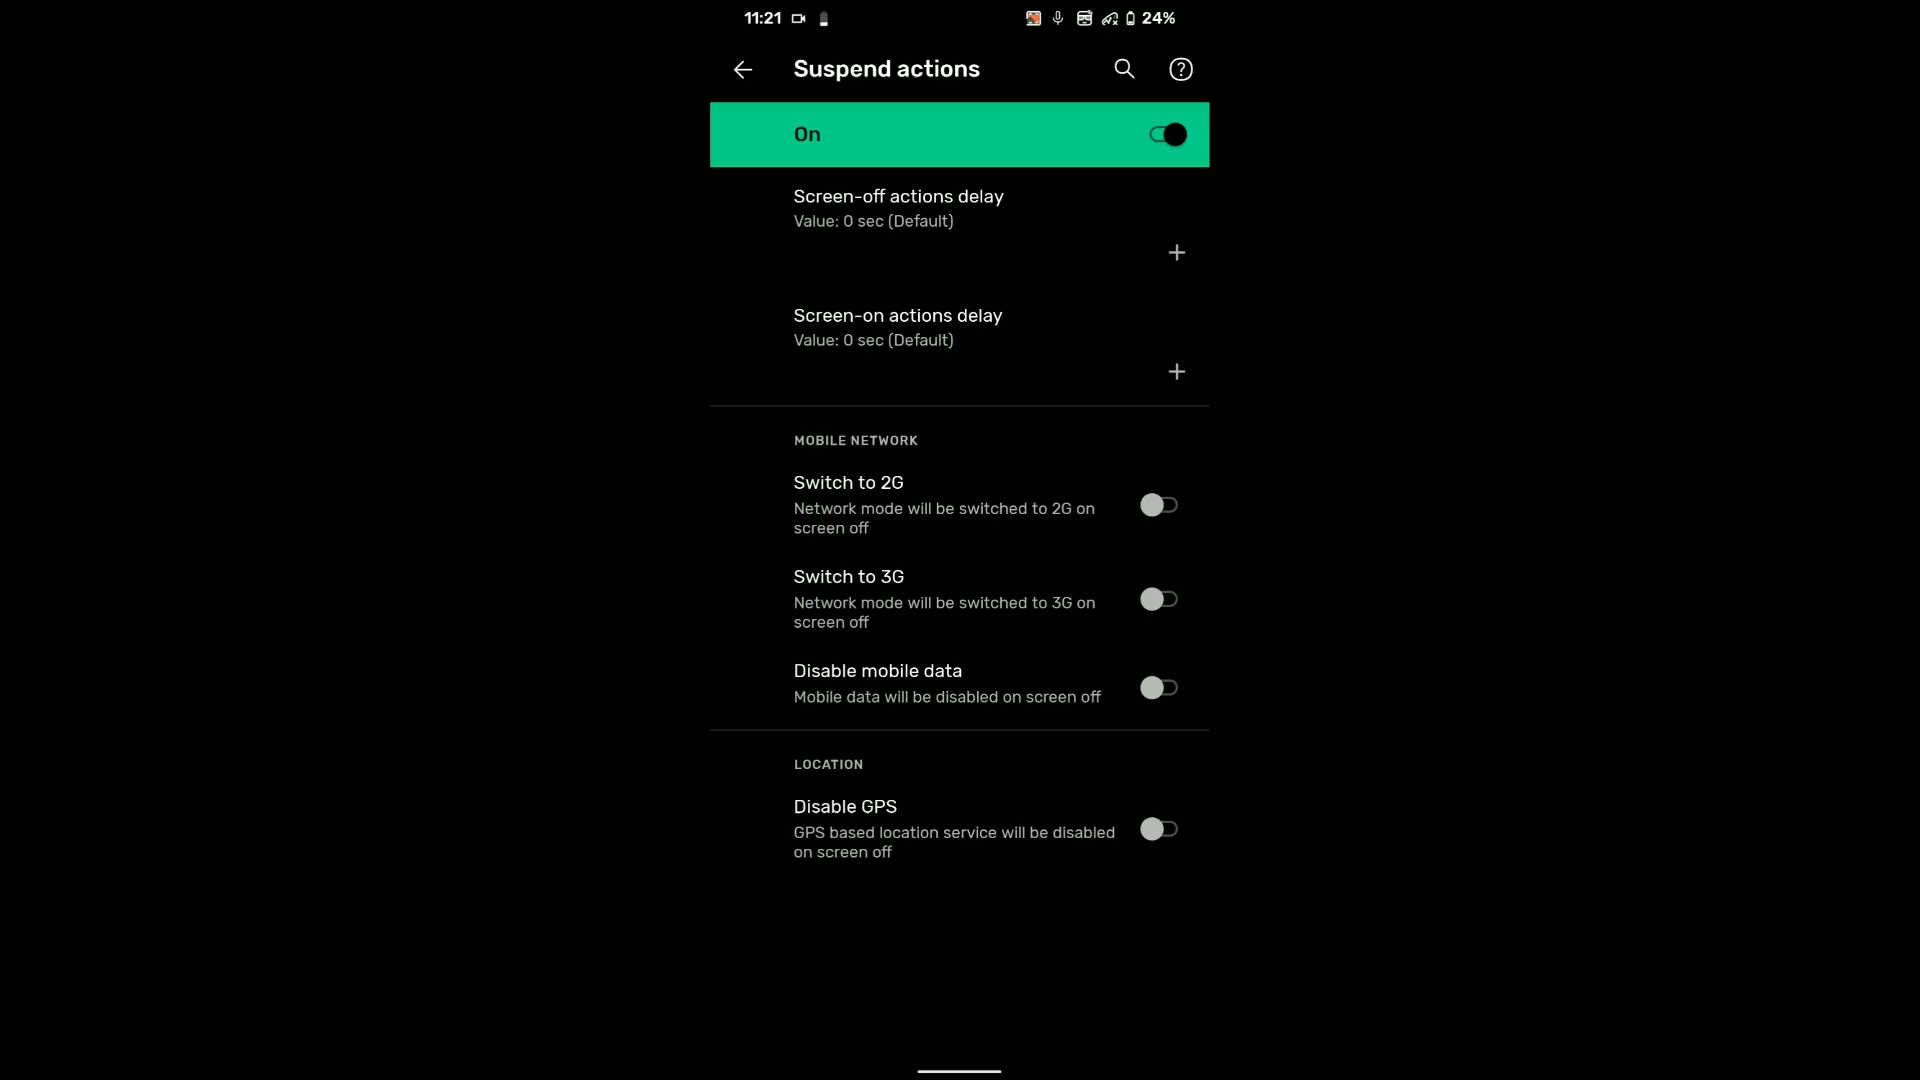 11:21 24%
Suspend actions
On
Screen-off actions delay
Value: 0 sec (Default)
Screen-on actions delay
Value: 0 sec (Default)
MOBILE NETWORK
Switch to 2G
Network mode will be switched to 2G on
screen off
Switch to 3G
Network mode will be switched to 3G on
screen off
Disable mobile data
Mobile data will be disabled on screen off
LOCATION
Disable GPS
GPS based location service will be disabled
on screen off